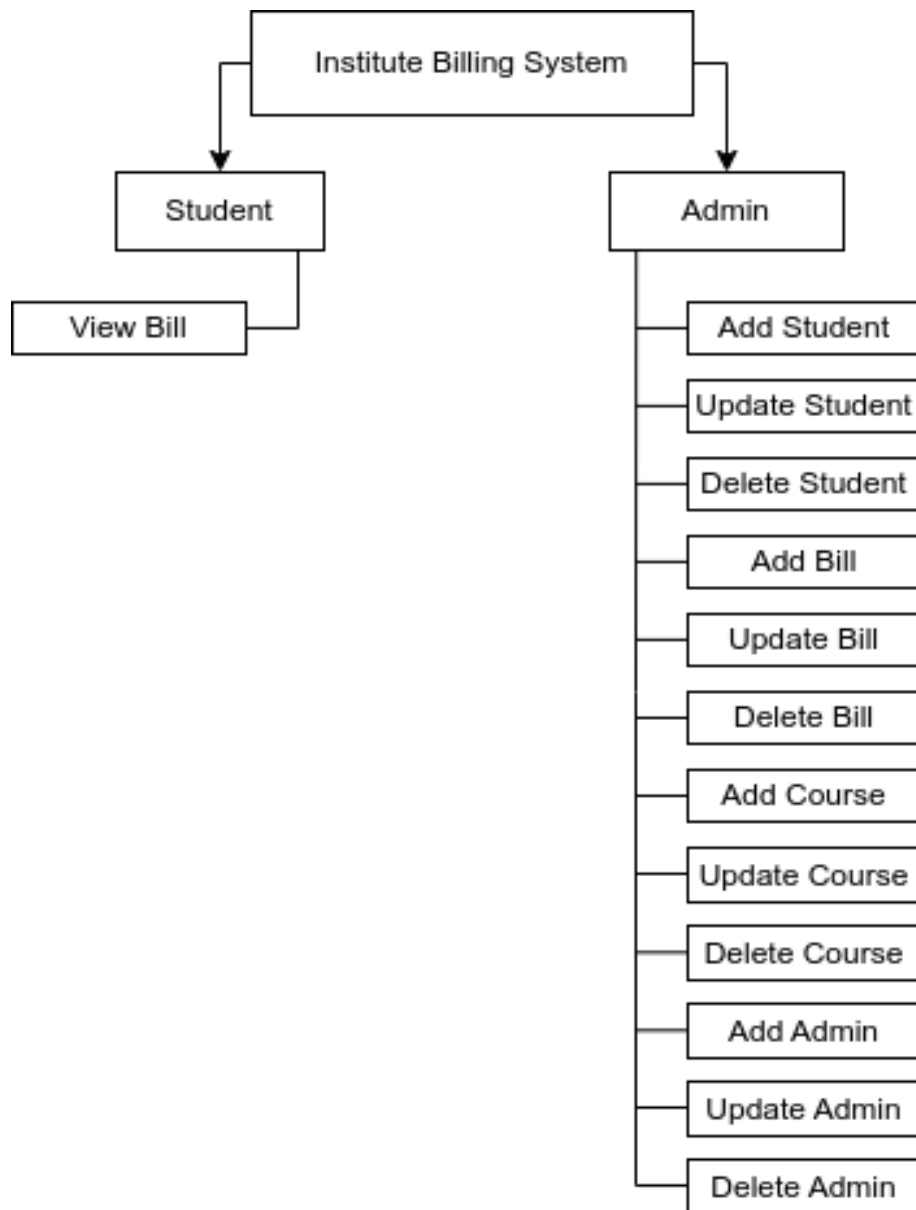 Institute Billing System
Student
Admin
View Bill
Add Student
Update Student
Delete Student
Add Bill
Update Bill
Delete Bill
Add Course
Update Course
Delete Course
Add Admin
Update Admin
Delete Admin